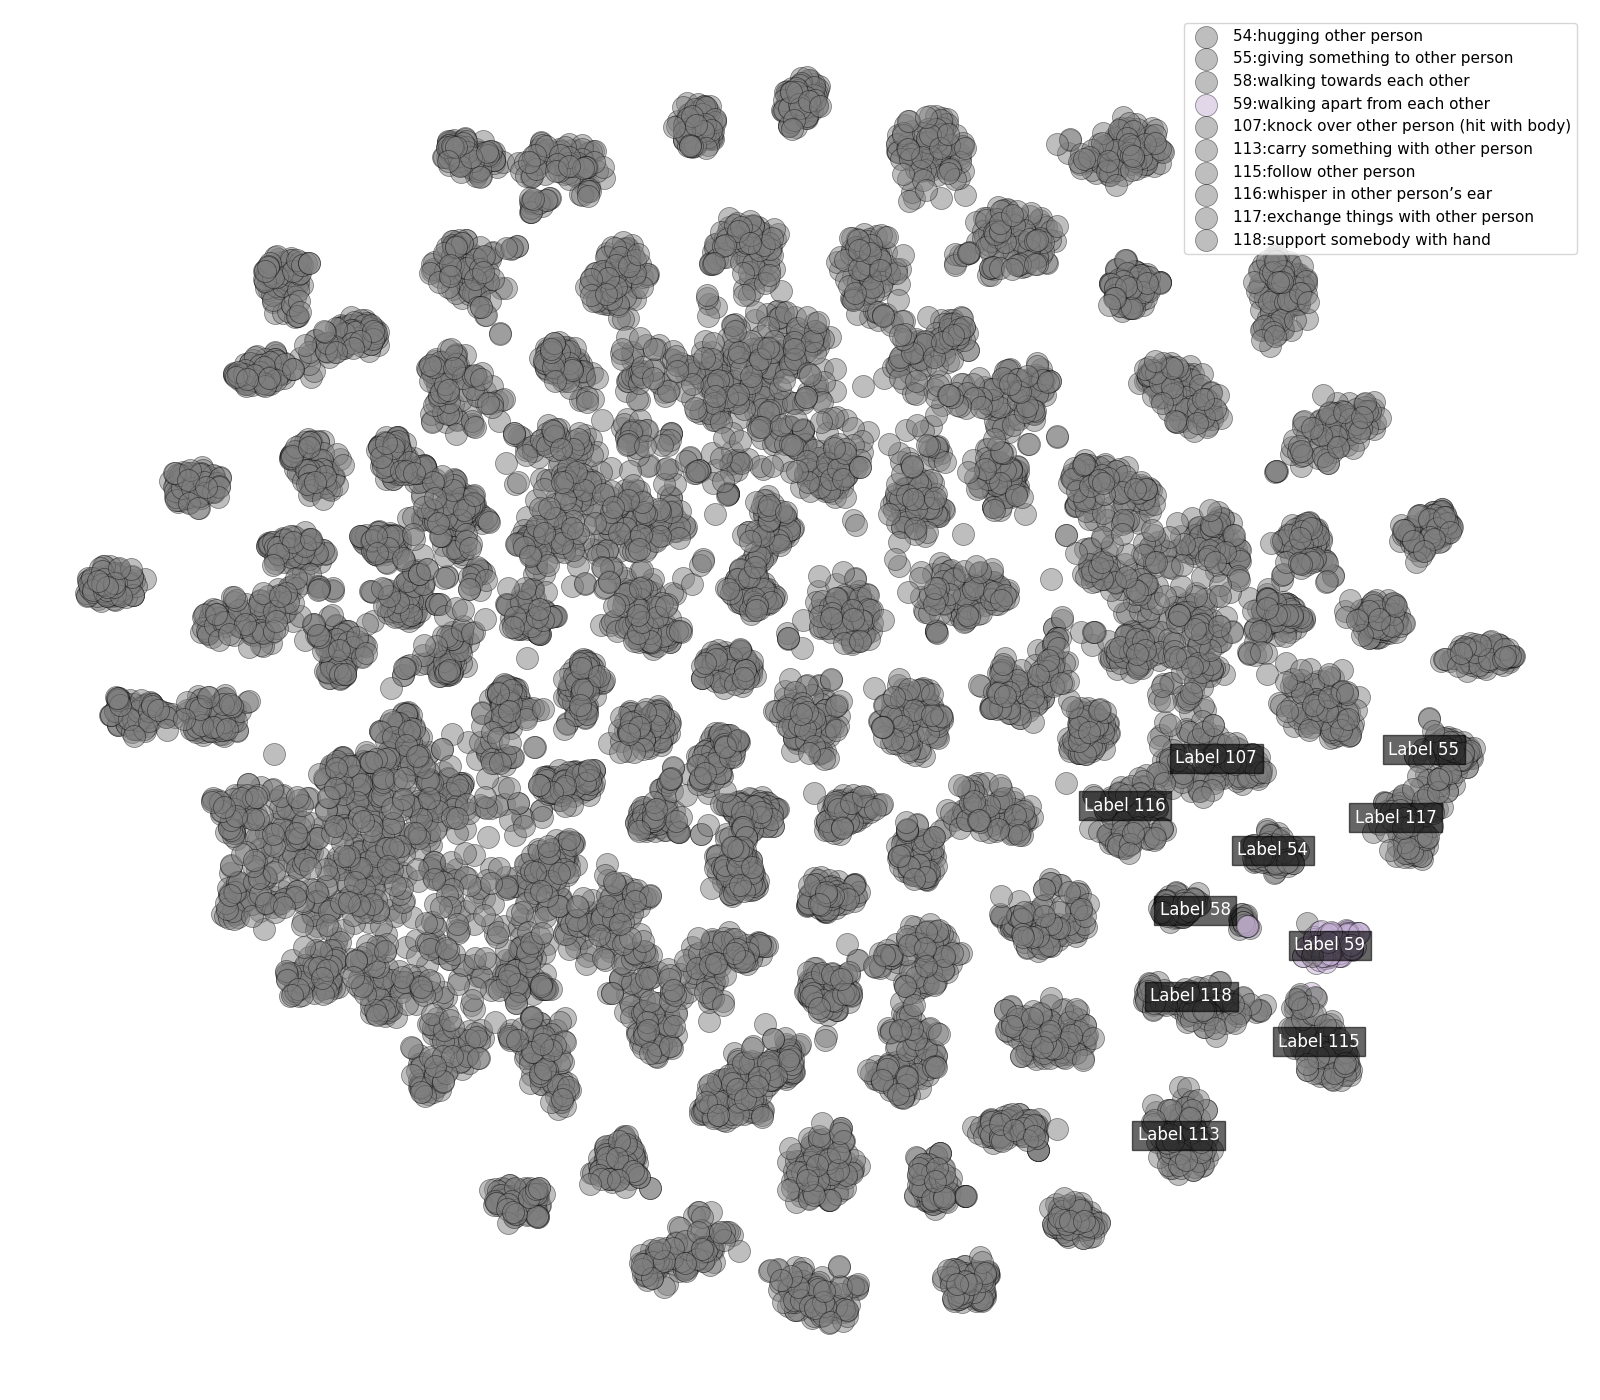 54:hugging other person
55:giving something to other person
58:walking towards each other
59:walking apart from each other
107:knock over other person (hit with body)
113:carry something with other person
115:follow other person
116:whisper in other person’s ear
117:exchange things with other person
118:support somebody with hand
Label 55
Label 107
Label 116
Label 117
Label 54
Label 58
Label 59
Label 118
Label 115
Label 113